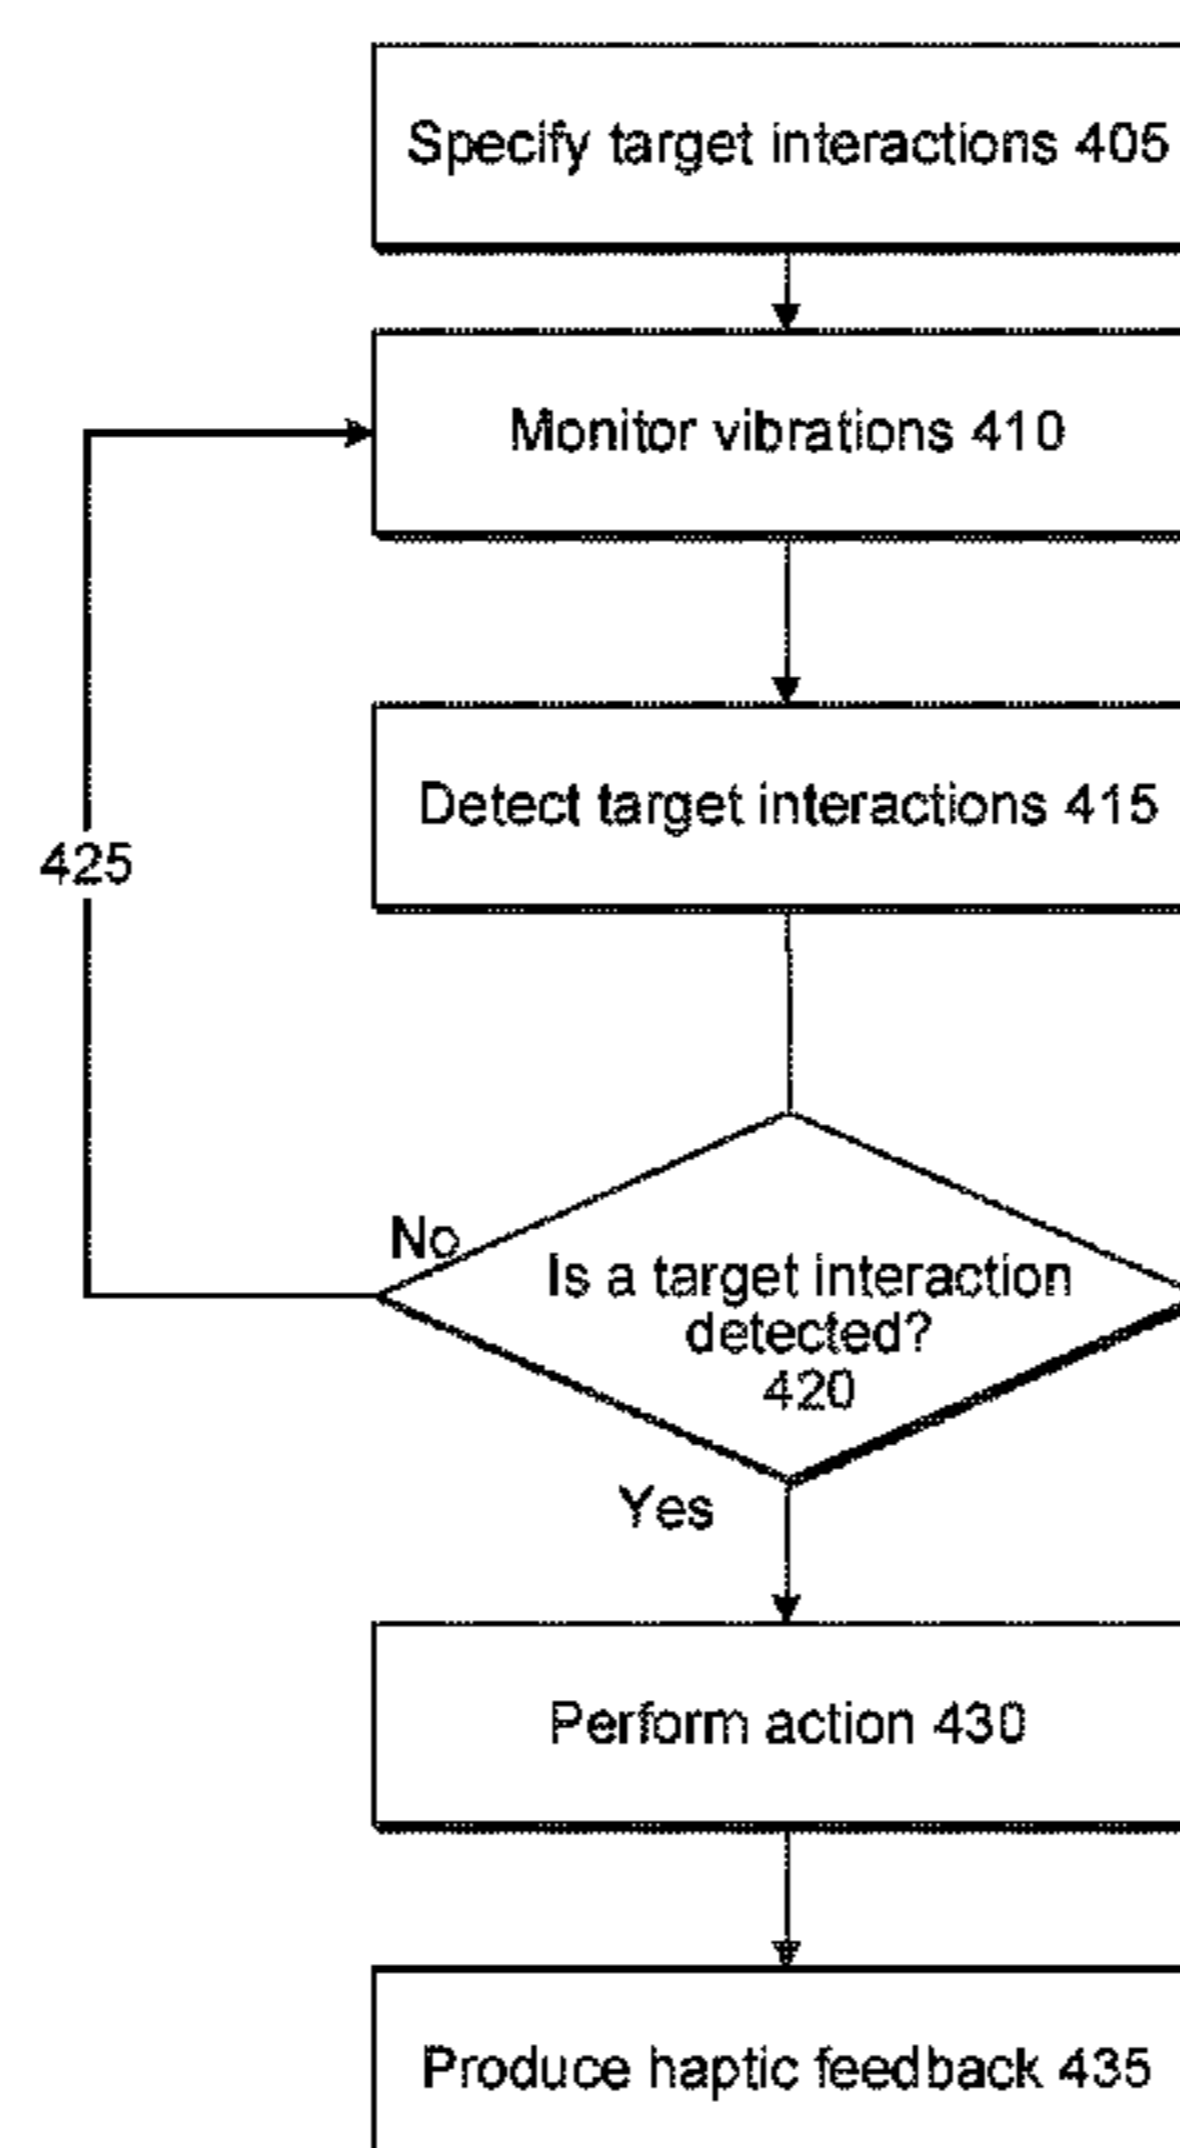 Specify target interactions 405
Monitor vibrations 410
Detect target interactions 415
425
No
Is a target interaction
detected?
420
Yes
Perform action 430
Produce haptic feedback 435